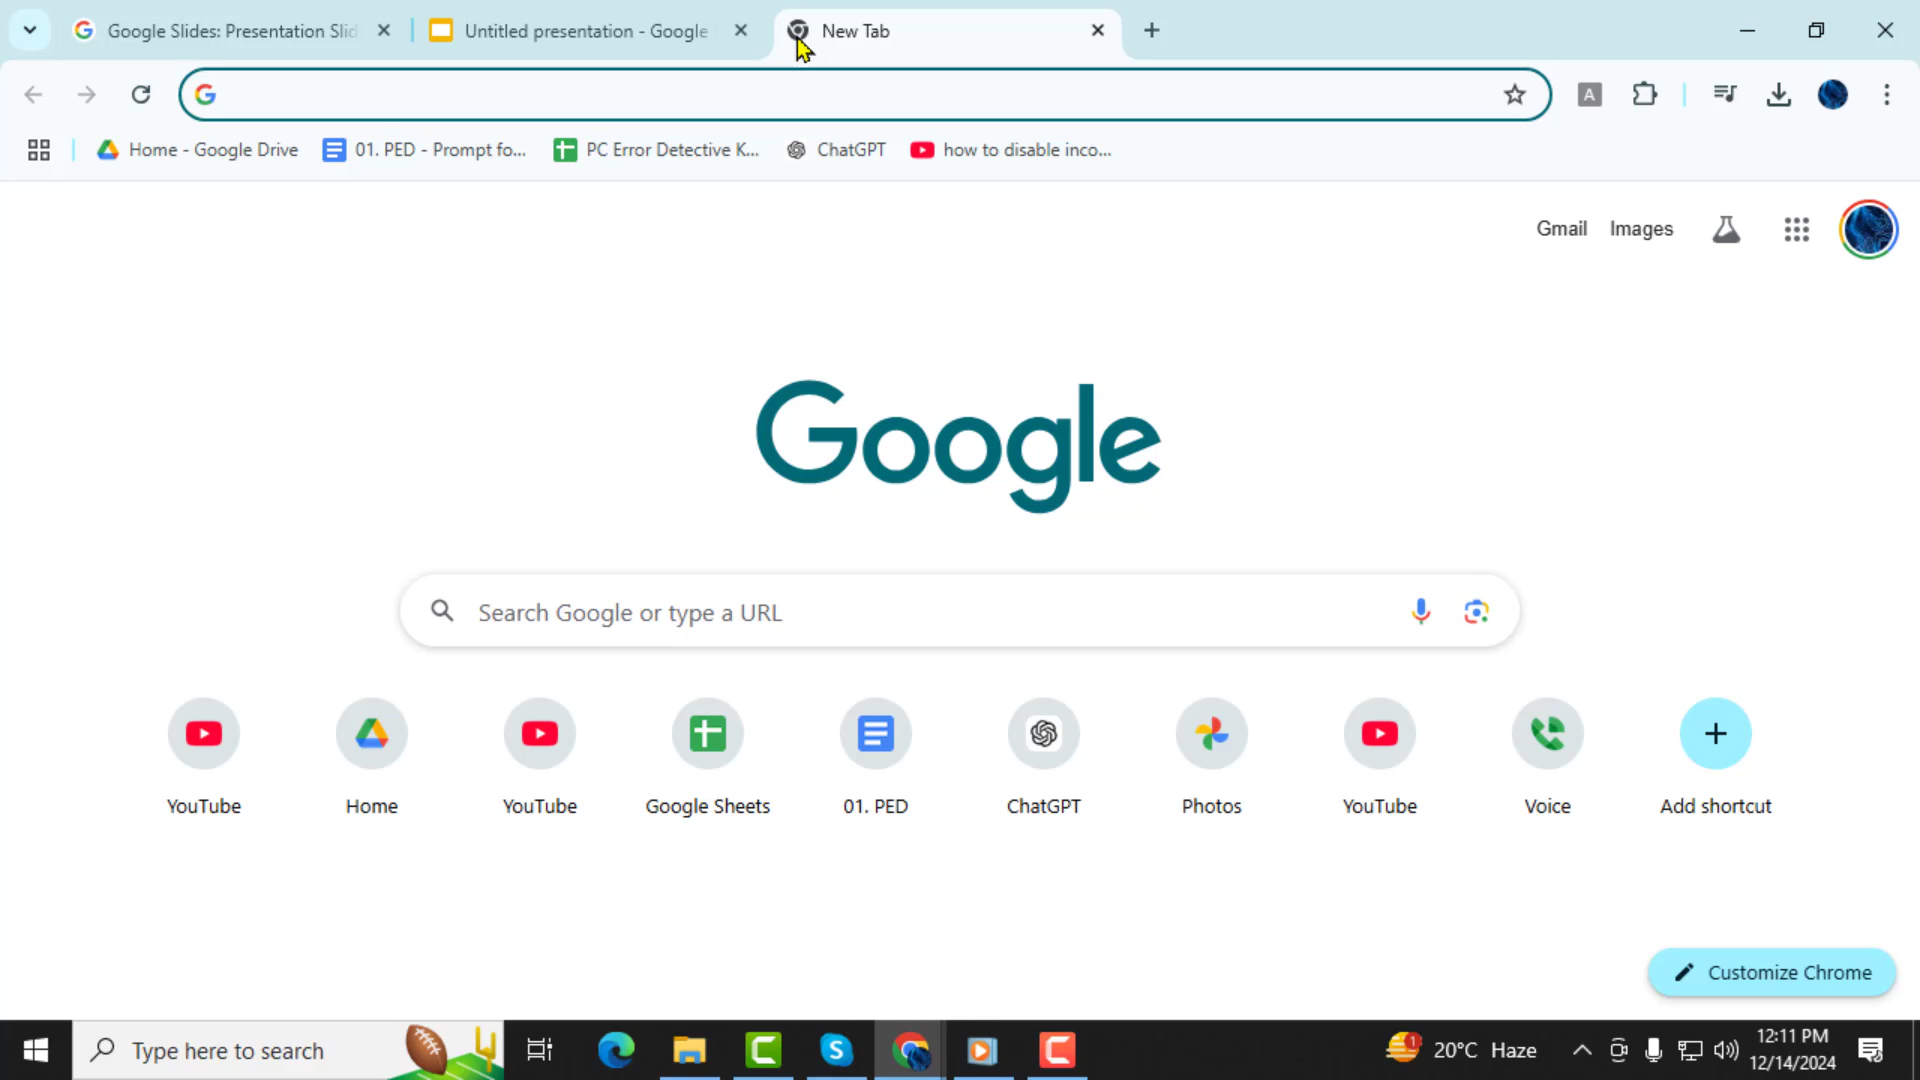 Google Slides: Presentation Slid
Untitled presentation - Google
New Tab
Home - Google Drive
01. PED - Prompt fo...
PC Error Detective K...
ChatGPT
how to disable inco...
Gmail
Images
Google
Search Google or type a URL
YouTube
Home
YouTube
Google Sheets
01. PED
ChatGPT
Photos
YouTube
Voice
Add shortcut
Customize Chrome
Type here to search
1
20°C Haze
12:11 PM
12/14/2024